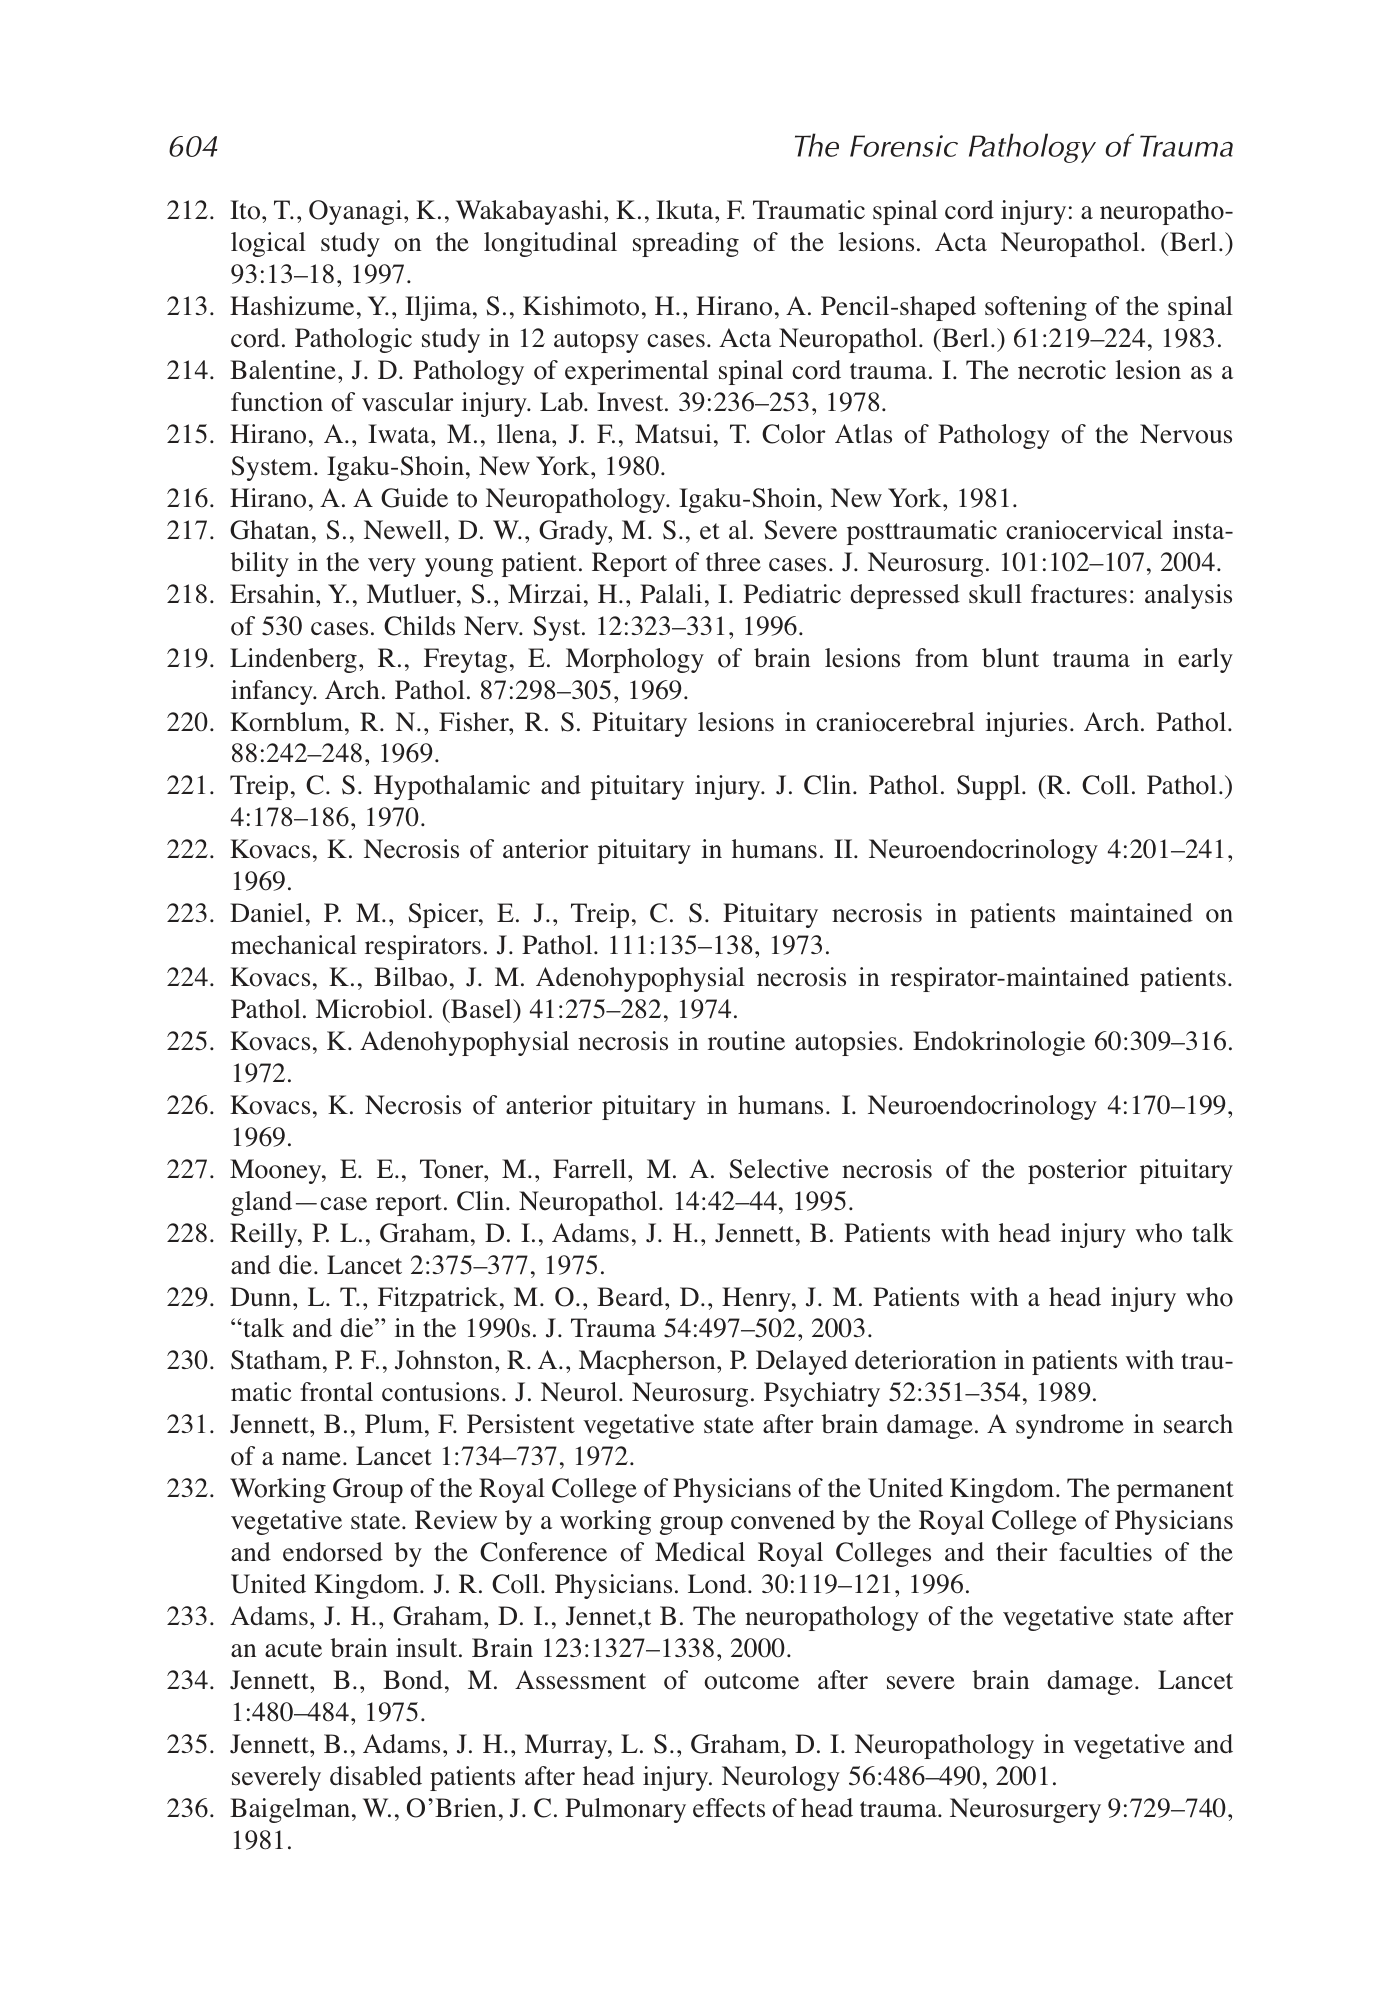 604 The Forensic Pathology of Trauma
212. Ito, T., Oyanagi, K., Wakabayashi, K., Ikuta, F. Traumatic spinal cord injury: a neuropatho-
logical study on the longitudinal spreading of the lesions. Acta Neuropathol. (Berl.)
93:13–18, 1997.
213. Hashizume, Y., Iljima, S., Kishimoto, H., Hirano, A. Pencil-shaped softening of the spinal
cord. Pathologic study in 12 autopsy cases. Acta Neuropathol. (Berl.) 61:219–224, 1983.
214. Balentine, J. D. Pathology of experimental spinal cord trauma. I. The necrotic lesion as a
function of vascular injury. Lab. Invest. 39:236–253, 1978.
215. Hirano, A., Iwata, M., llena, J. F., Matsui, T. Color Atlas of Pathology of the Nervous
System. Igaku-Shoin, New York, 1980.
216. Hirano, A. A Guide to Neuropathology. Igaku-Shoin, New York, 1981.
217. Ghatan, S., Newell, D. W., Grady, M. S., et al. Severe posttraumatic craniocervical insta-
bility in the very young patient. Report of three cases. J. Neurosurg. 101:102–107, 2004.
218. Ersahin, Y., Mutluer, S., Mirzai, H., Palali, I. Pediatric depressed skull fractures: analysis
of 530 cases. Childs Nerv. Syst. 12:323–331, 1996.
219. Lindenberg, R., Freytag, E. Morphology of brain lesions from blunt trauma in early
infancy. Arch. Pathol. 87:298–305, 1969.
220. Kornblum, R. N., Fisher, R. S. Pituitary lesions in craniocerebral injuries. Arch. Pathol.
88:242–248, 1969.
221. Treip, C. S. Hypothalamic and pituitary injury. J. Clin. Pathol. Suppl. (R. Coll. Pathol.)
4:178–186, 1970.
222. Kovacs, K. Necrosis of anterior pituitary in humans. II. Neuroendocrinology 4:201–241,
1969.
223. Daniel, P. M., Spicer, E. J., Treip, C. S. Pituitary necrosis in patients maintained on
mechanical respirators. J. Pathol. 111:135–138, 1973.
224. Kovacs, K., Bilbao, J. M. Adenohypophysial necrosis in respirator-maintained patients.
Pathol. Microbiol. (Basel) 41:275–282, 1974.
225. Kovacs, K. Adenohypophysial necrosis in routine autopsies. Endokrinologie 60:309–316.
1972.
226. Kovacs, K. Necrosis of anterior pituitary in humans. I. Neuroendocrinology 4:170–199,
1969.
227. Mooney, E. E., Toner, M., Farrell, M. A. Selective necrosis of the posterior pituitary
gland—case report. Clin. Neuropathol. 14:42–44, 1995.
228. Reilly, P. L., Graham, D. I., Adams, J. H., Jennett, B. Patients with head injury who talk
and die. Lancet 2:375–377, 1975.
229. Dunn, L. T., Fitzpatrick, M. O., Beard, D., Henry, J. M. Patients with a head injury who
“talk and die” in the 1990s. J. Trauma 54:497–502, 2003.
230. Statham, P. F., Johnston, R. A., Macpherson, P. Delayed deterioration in patients with trau-
matic frontal contusions. J. Neurol. Neurosurg. Psychiatry 52:351–354, 1989.
231. Jennett, B., Plum, F. Persistent vegetative state after brain damage. A syndrome in search
of a name. Lancet 1:734–737, 1972.
232. Working Group of the Royal College of Physicians of the United Kingdom. The permanent
vegetative state. Review by a working group convened by the Royal College of Physicians
and endorsed by the Conference of Medical Royal Colleges and their faculties of the
United Kingdom. J. R. Coll. Physicians. Lond. 30:119–121, 1996.
233. Adams, J. H., Graham, D. I., Jennet,t B. The neuropathology of the vegetative state after
an acute brain insult. Brain 123:1327–1338, 2000.
234. Jennett, B., Bond, M. Assessment of outcome after severe brain damage. Lancet
1:480–484, 1975.
235. Jennett, B., Adams, J. H., Murray, L. S., Graham, D. I. Neuropathology in vegetative and
severely disabled patients after head injury. Neurology 56:486–490, 2001.
236. Baigelman, W., O’Brien, J. C. Pulmonary effects of head trauma. Neurosurgery 9:729–740,
1981.